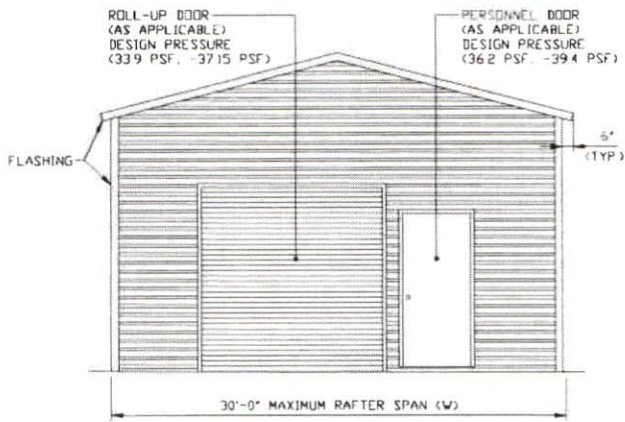 ROLL-UP DOOR
(AS APPLICABLE)
DESIGN PRESSURE
(33.9 PSF, -37.15 PSF)
PERSONNEL DOOR
(AS APPLICABLE)
DESIGN PRESSURE
(36.2 PSF, -39.4 PSF)
FLASHING
6"
(TYP)
30'-0" MAXIMUM RAFTER SPAN (W)